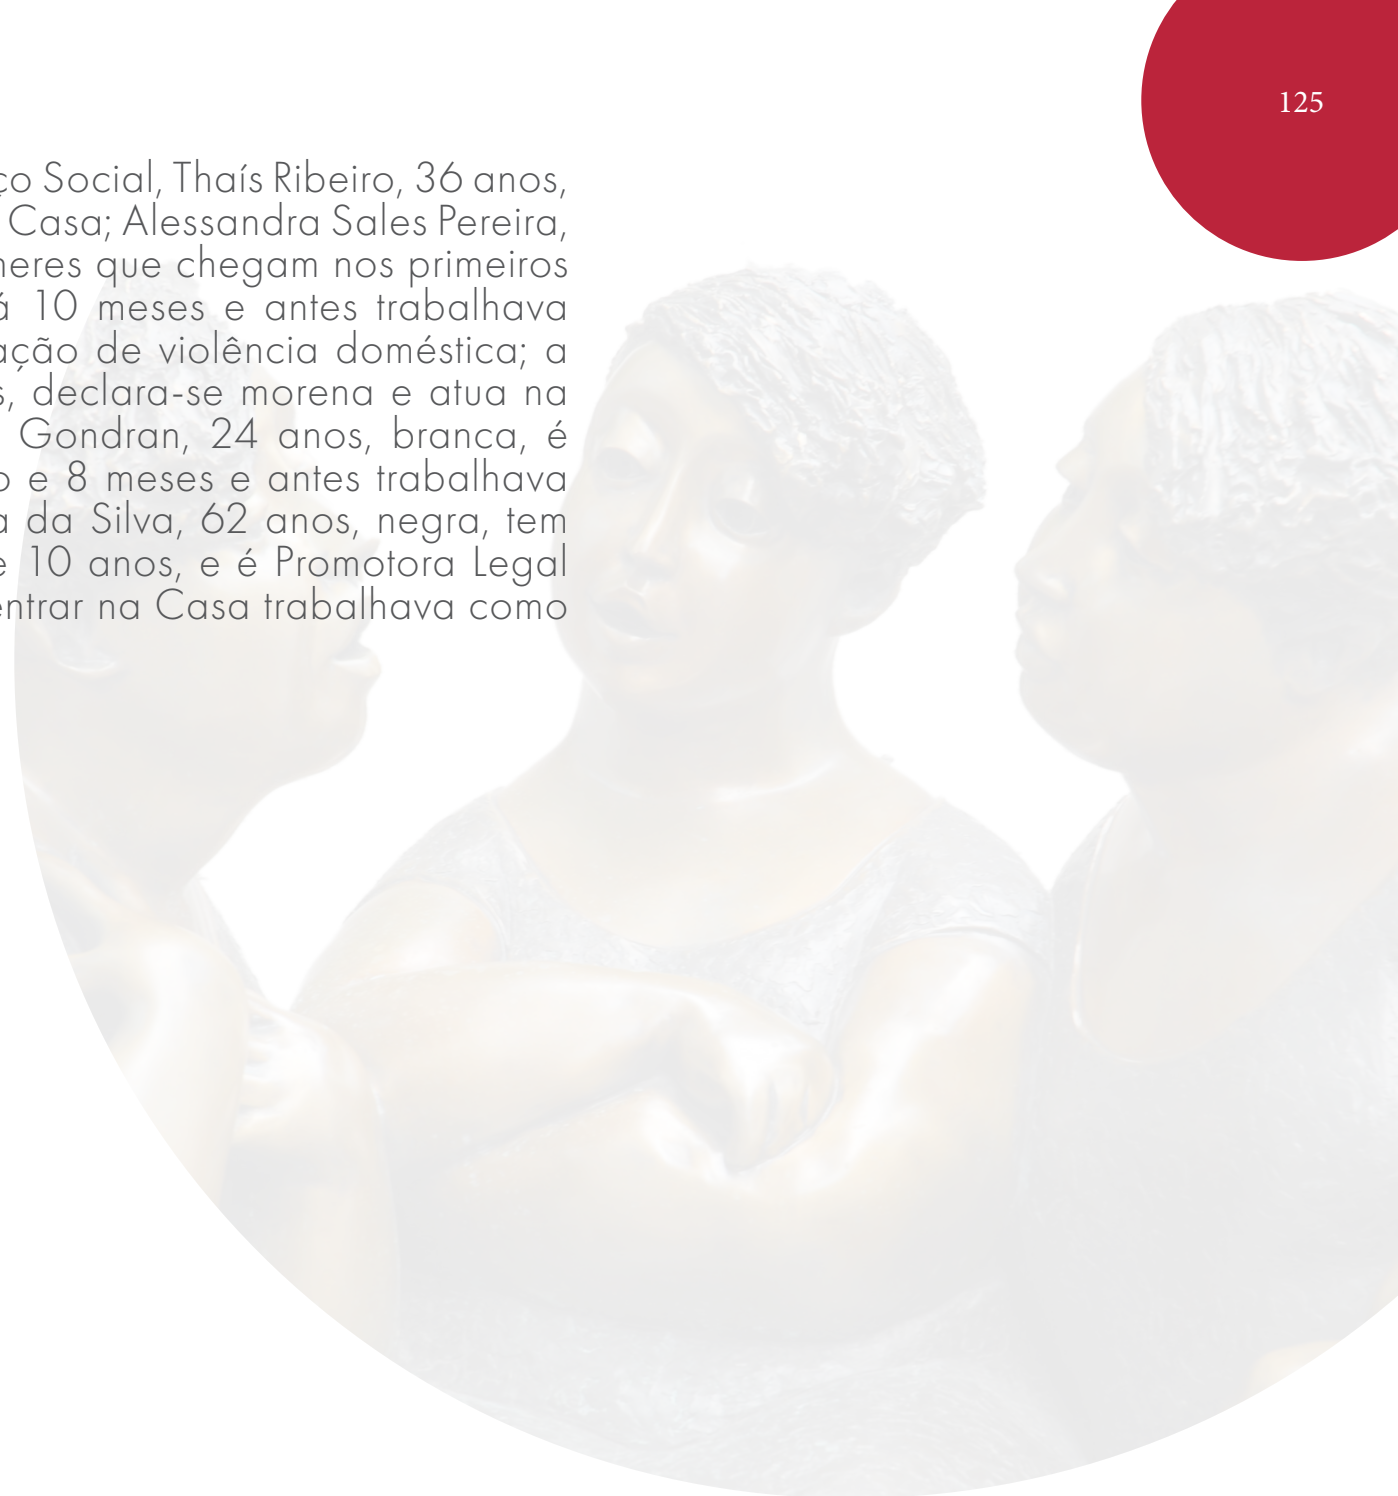 125
ço Social, Thaís Ribeiro, 36 anos,
Casa; Alessandra Sales Pereira,
heres que chegam nos primeiros
á 10 meses e antes trabalhava
ação de violência doméstica; a
s, declara-se morena e atua na
Gondran, 24 anos, branca, é
o e 8 meses e antes trabalhava
a da Silva, 62 anos, negra, tem
e 10 anos, e é Promotora Legal
entrar na Casa trabalhava como